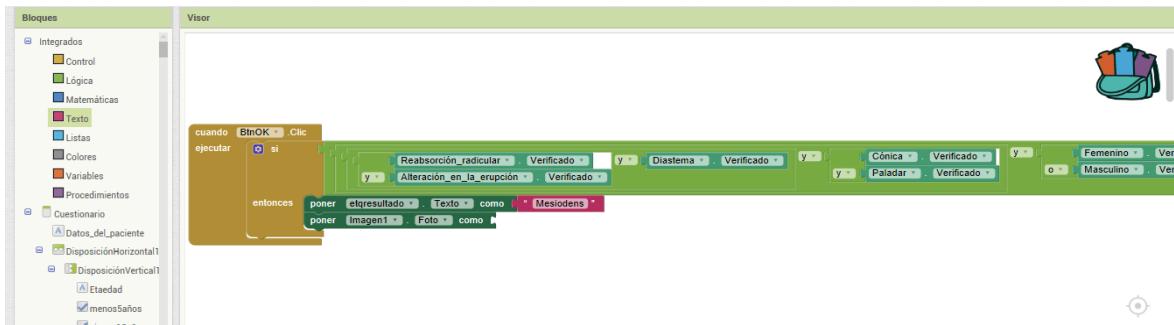 Bloques
Visor
Integrados
Control
Lógica
Matemáticas
Texto
Listas
Colores
Variables
Procedimientos
Cuestionario
Datos_del_paciente
DisposiciónHorizontal1
DisposiciónVertical1
Etaedad
menos5años
cuando BtnOK .Clic
ejecutar si
Reabsorción_radicular . Verificado y Diastema . Verificado y Cónica . Verificado y Femenino . Ver
y Alteración_en_la_erupción . Verificado y Paladar . Verificado o Masculino . Ver
entonces poner etqresultado . Texto como " Mesiodens "
poner Imagen1 . Foto como